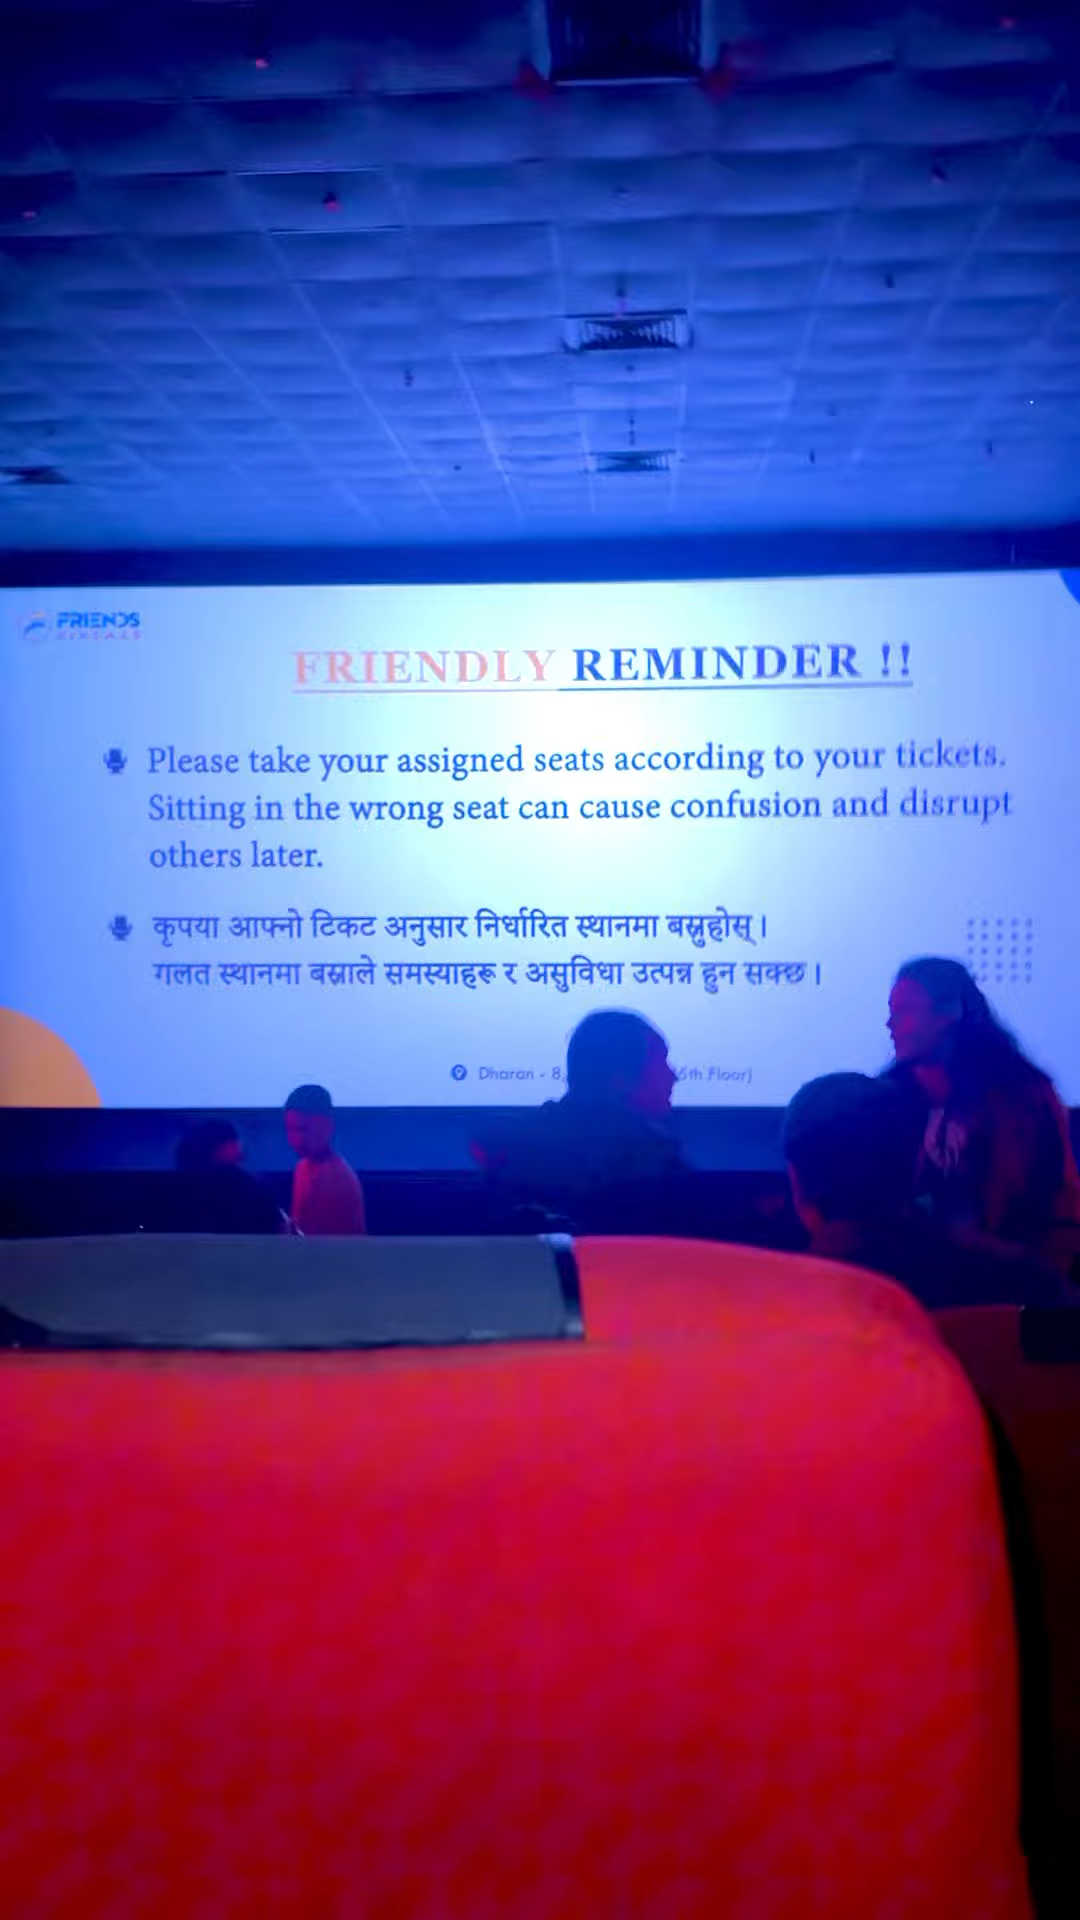 FRIENDS
CINEMAS
FRIENDLY REMINDER !!
Please take your assigned seats according to your tickets.
Sitting in the wrong seat can cause confusion and disrupt
others later.
कृपया आफ्नो टिकट अनुसार निर्धारित स्थानमा बस्नुहोस् ।
गलत स्थानमा बस्नाले समस्याहरू र असुविधा उत्पन्न हुन सक्छ ।
Dharan - 8, Floor)